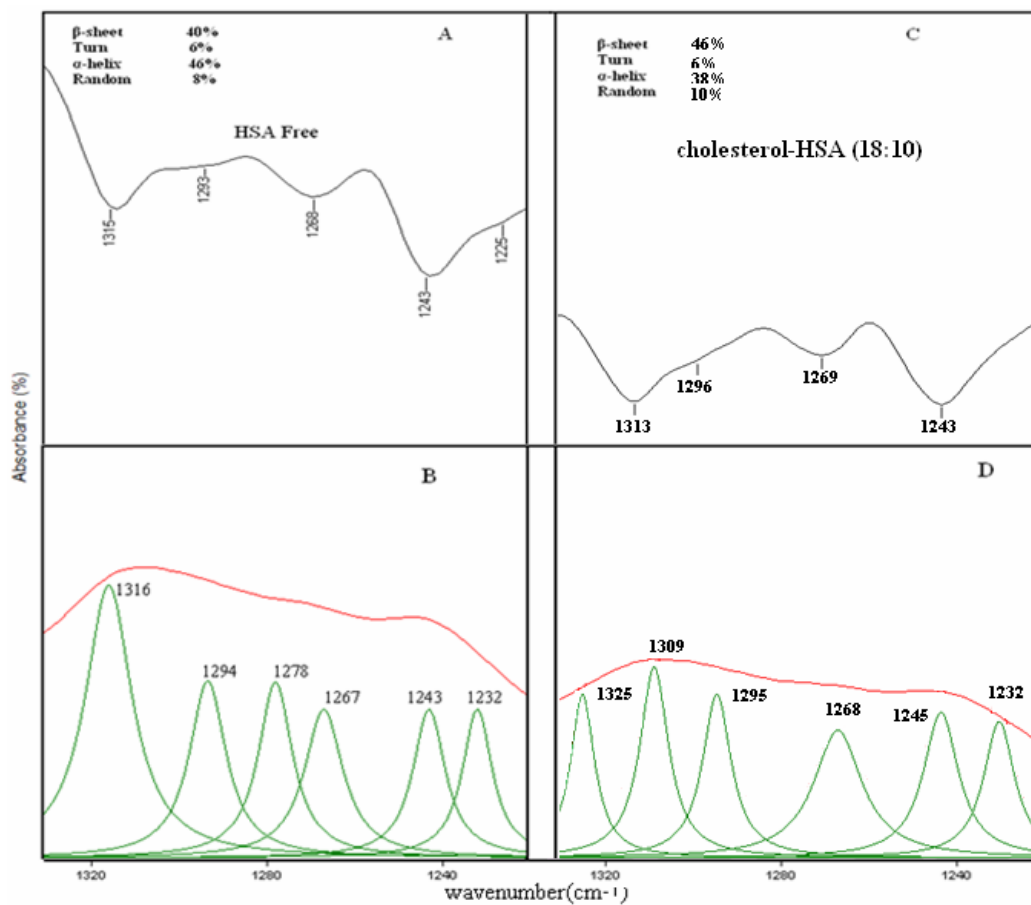 A
β-sheet 40%
Turn 6%
α-helix 46%
Random 8%
HSA Free
1315
1293
1268
1243
1225
C
β-sheet 46%
Turn 6%
α-helix 38%
Random 10%
cholesterol-HSA (18:10)
1313
1296
1269
1243
Absorbance (%)
B
1316
1294
1278
1267
1243
1232
D
1325
1309
1295
1268
1245
1232
1320
1280
1240
1320
1280
1240
wavenumber(cm-1)